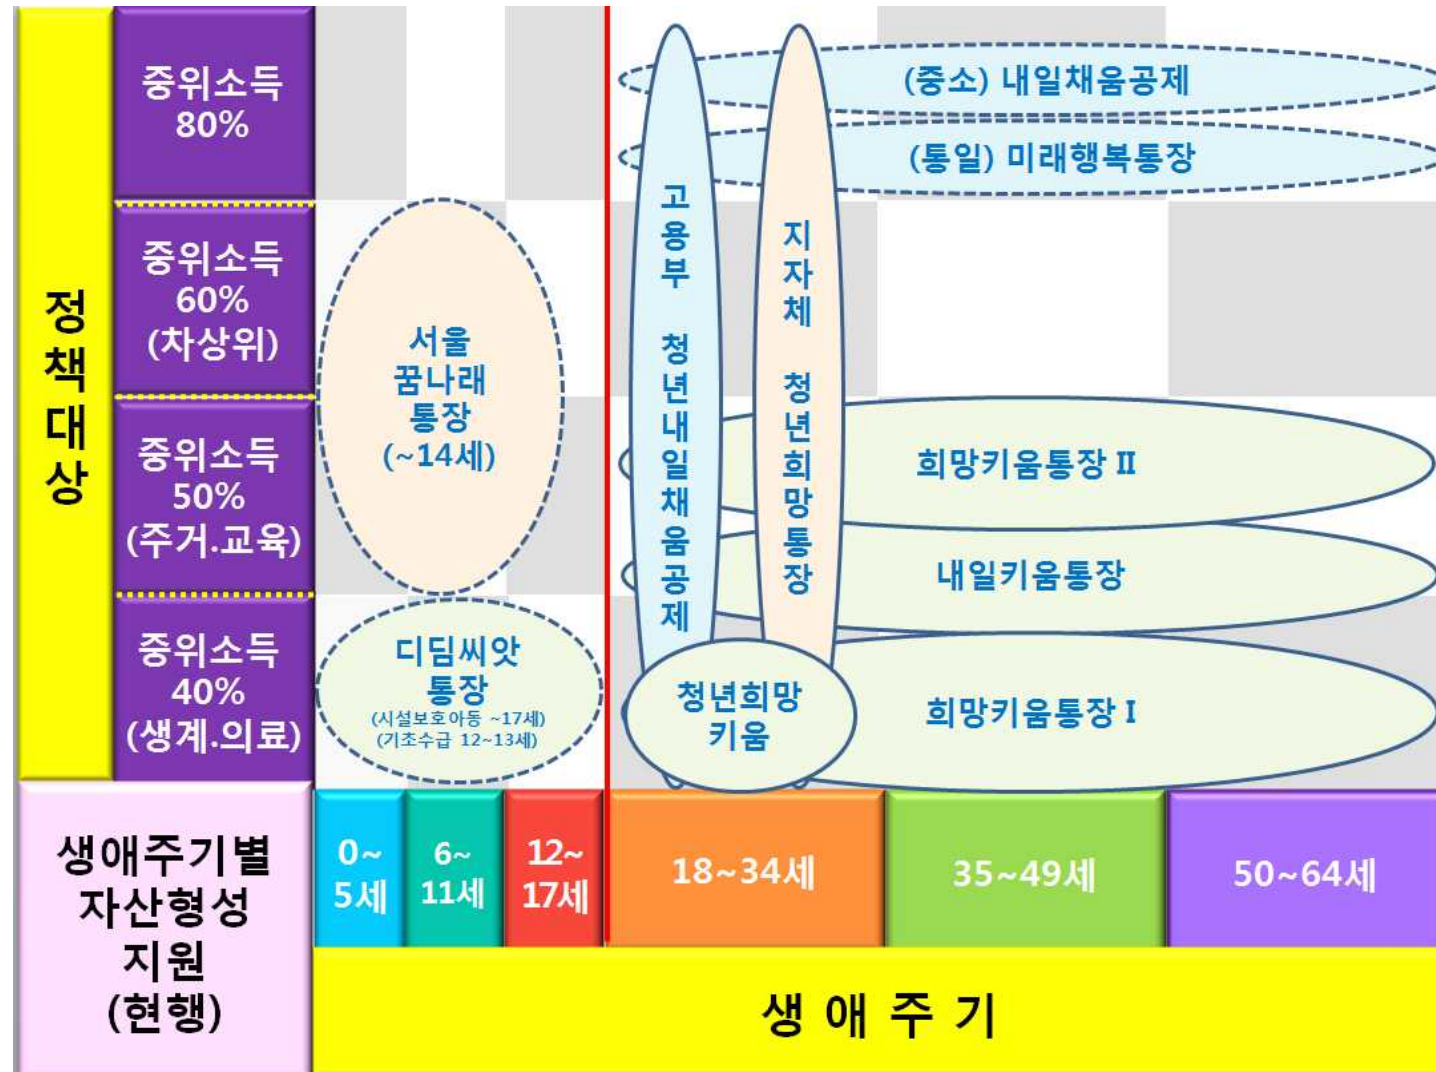 정책대상
중위소득
80%
중위소득
60%
(차상위)
중위소득
50%
(주거.교육)
중위소득
40%
(생계.의료)
서울
꿈나래
통장
(~14세)
디딤씨앗
통장
(시설보호아동 ~17세)
(기초수급 12~13세)
고용부 청년내일채움공제
지자체 청년희망통장
(중소) 내일채움공제
(통일) 미래행복통장
희망키움통장 II
내일키움통장
희망키움통장 I
청년희망
키움
생애주기별
자산형성
지원
(현행)
0~
5세
6~
11세
12~
17세
18~34세
35~49세
50~64세
생 애 주 기